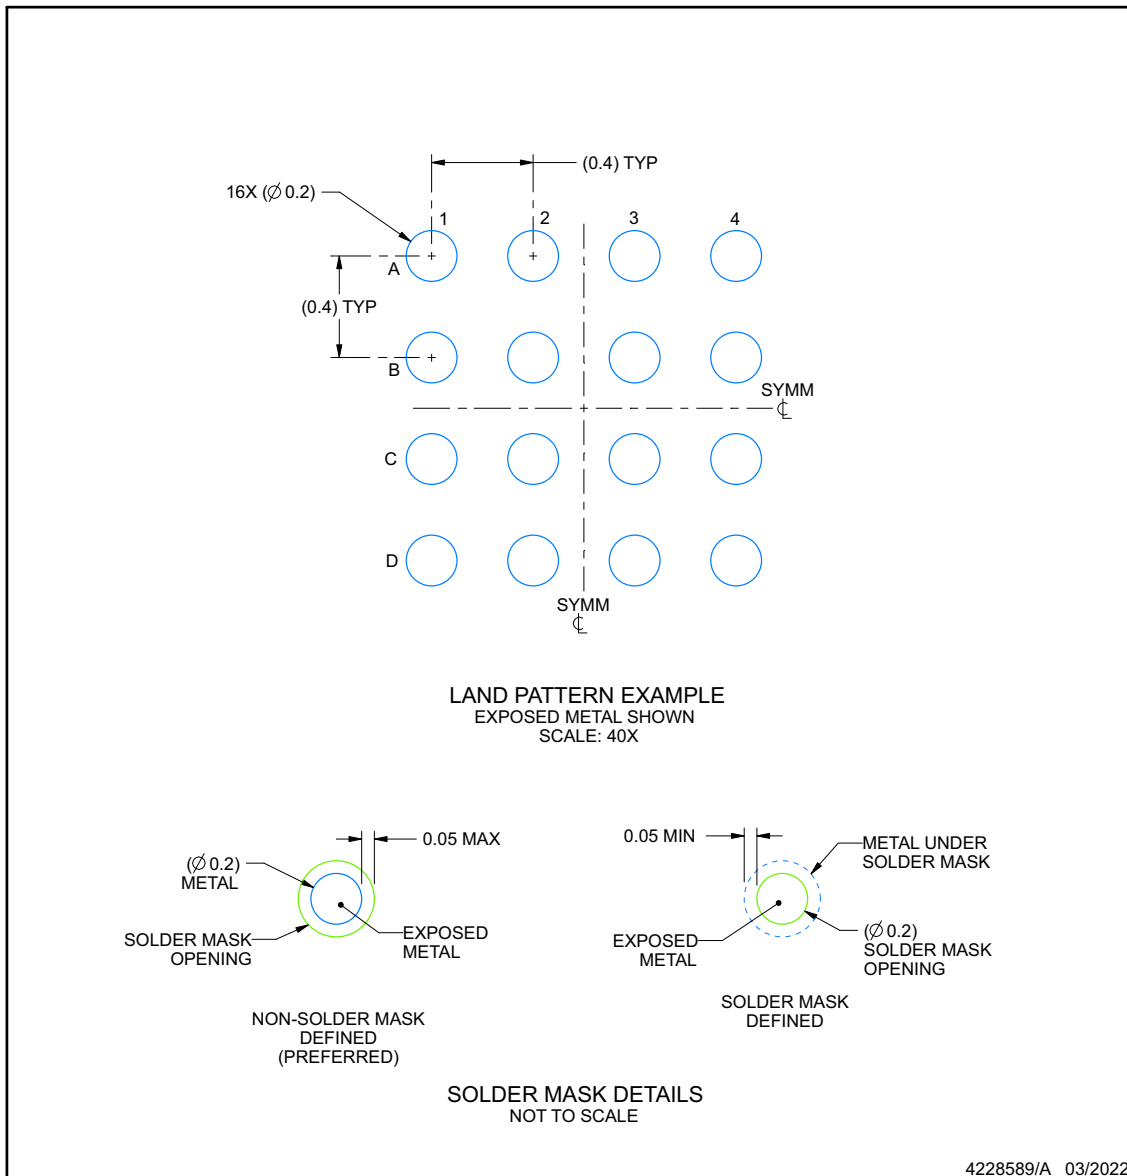 (0.4) TYP
16X (∅ 0.2)
1
2
3
4
A
(0.4) TYP
B
SYMM
℄
C
D
SYMM
℄
LAND PATTERN EXAMPLE
EXPOSED METAL SHOWN
SCALE: 40X
0.05 MAX
(∅ 0.2)
METAL
SOLDER MASK
OPENING
EXPOSED
METAL
NON-SOLDER MASK
DEFINED
(PREFERRED)
0.05 MIN
METAL UNDER
SOLDER MASK
EXPOSED
METAL
(∅ 0.2)
SOLDER MASK
OPENING
SOLDER MASK
DEFINED
SOLDER MASK DETAILS
NOT TO SCALE
4228589/A 03/2022